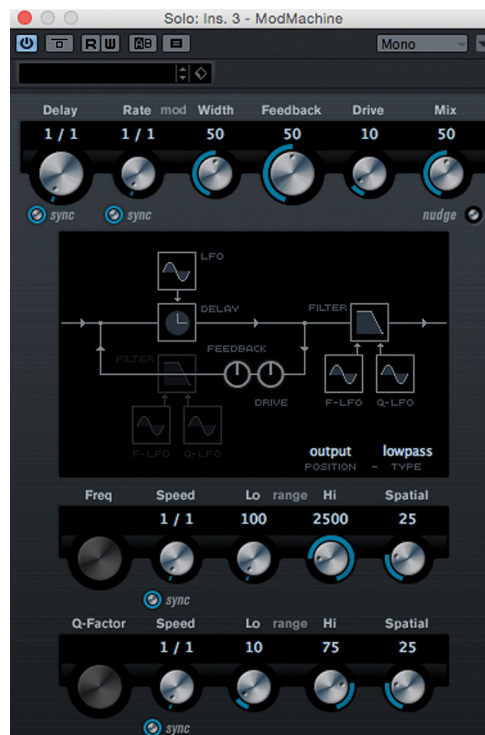 Solo: Ins. 3 - ModMachine
R W AB Mono
Delay Rate mod Width Feedback Drive Mix
1 / 1 1 / 1 50 50 10 50
sync sync nudge
LFO
DELAY FILTER
FEEDBACK
FILTER
DRIVE F-LFO Q-LFO
F-LFO Q-LFO
output lowpass
POSITION - TYPE
Freq Speed Lo range Hi Spatial
1 / 1 100 2500 25
sync
Q-Factor Speed Lo range Hi Spatial
1 / 1 10 75 25
sync